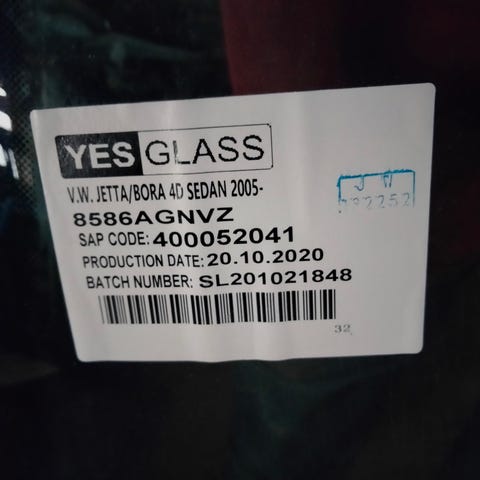 YES GLASS
V.W. JETTA/BORA 4D SEDAN 2005-
8586AGNVZ
SAP CODE: 400052041
PRODUCTION DATE: 20.10.2020
BATCH NUMBER: SL201021848
32